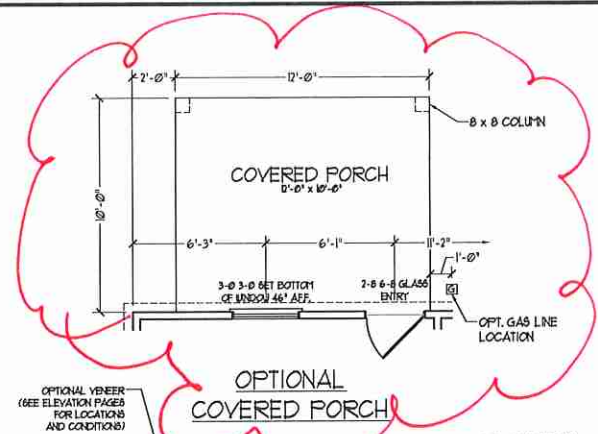 2'-0" 12'-0"
8 x 8 COLUMN
COVERED PORCH
12'-0" x 10'-0"
10'-0"
6'-3" 6'-1" 11'-2"
1'-0"
3-0 3-0 SET BOTTOM
OF WINDOW 46" AFF.
2-8 6-8 GLASS
ENTRY
G
OPT. GAS LINE
LOCATION
OPTIONAL
COVERED PORCH
OPTIONAL VENEER
(SEE ELEVATION PAGES
FOR LOCATIONS
AND CONDITIONS)